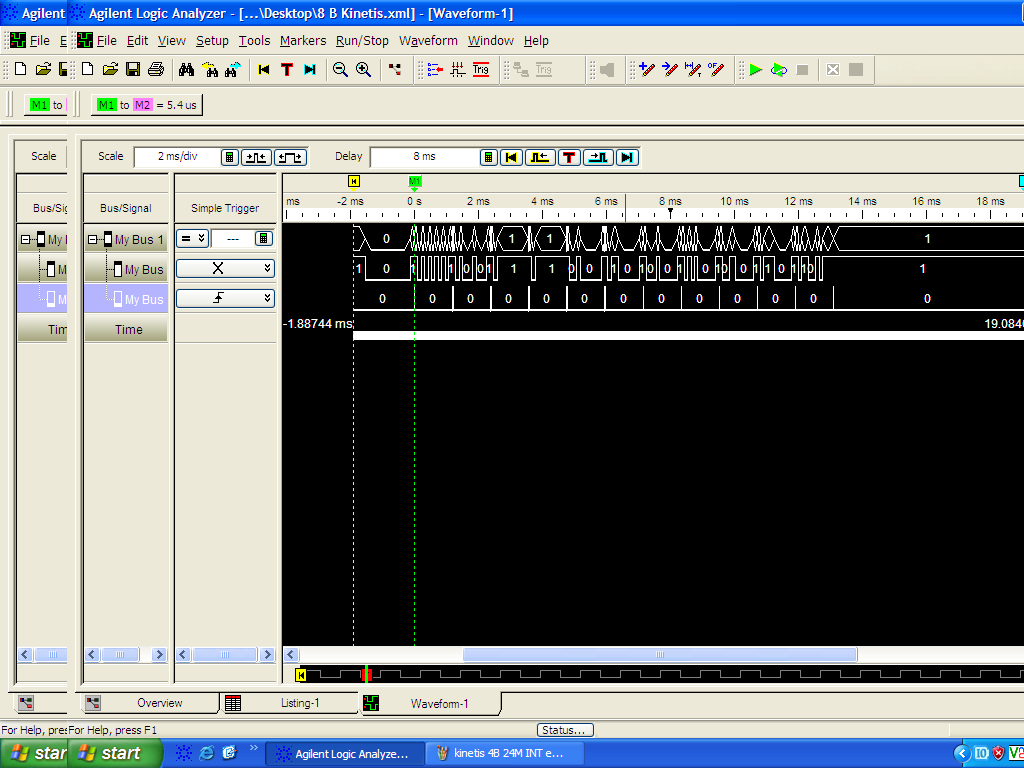 Agilent Agilent Logic Analyzer - [...\Desktop\8 B Kinetis.xml] - [Waveform-1]
File E File Edit View Setup Tools Markers Run/Stop Waveform Window Help
T Trig Trig
M1 to M1 to M2 = 5.4 us
Scale Scale 2 ms/div Delay 8 ms T
M1
Bus/Sig Bus/Signal Simple Trigger ms -2 ms 0 s 2 ms 4 ms 6 ms 8 ms 10 ms 12 ms 14 ms 16 ms 18 ms
My My Bus 1 = --- 0 1 1 1
M My Bus X 1 0 1 1 0 0 1 1 1 0 0 1 0 1 0 0 1 0 1 0 0 1 1 0 1 1 0 1
M My Bus 0 0 0 0 0 0 0 0 0 0 0 0 0
Tim Time -1.88744 ms 19.0840
Overview Listing-1 Waveform-1
For Help, pres For Help, press F1 Status...
star start Agilent Logic Analyze... kinetis 4B 24M INT e...